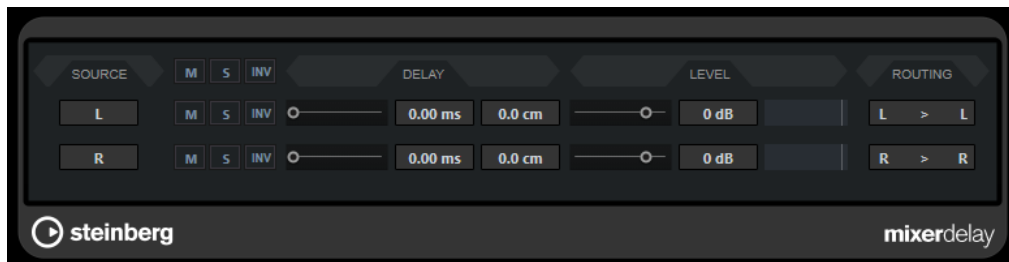 SOURCE M S INV DELAY LEVEL ROUTING
L M S INV 0.00 ms 0.0 cm 0 dB L > L
R M S INV 0.00 ms 0.0 cm 0 dB R > R
steinberg mixerdelay